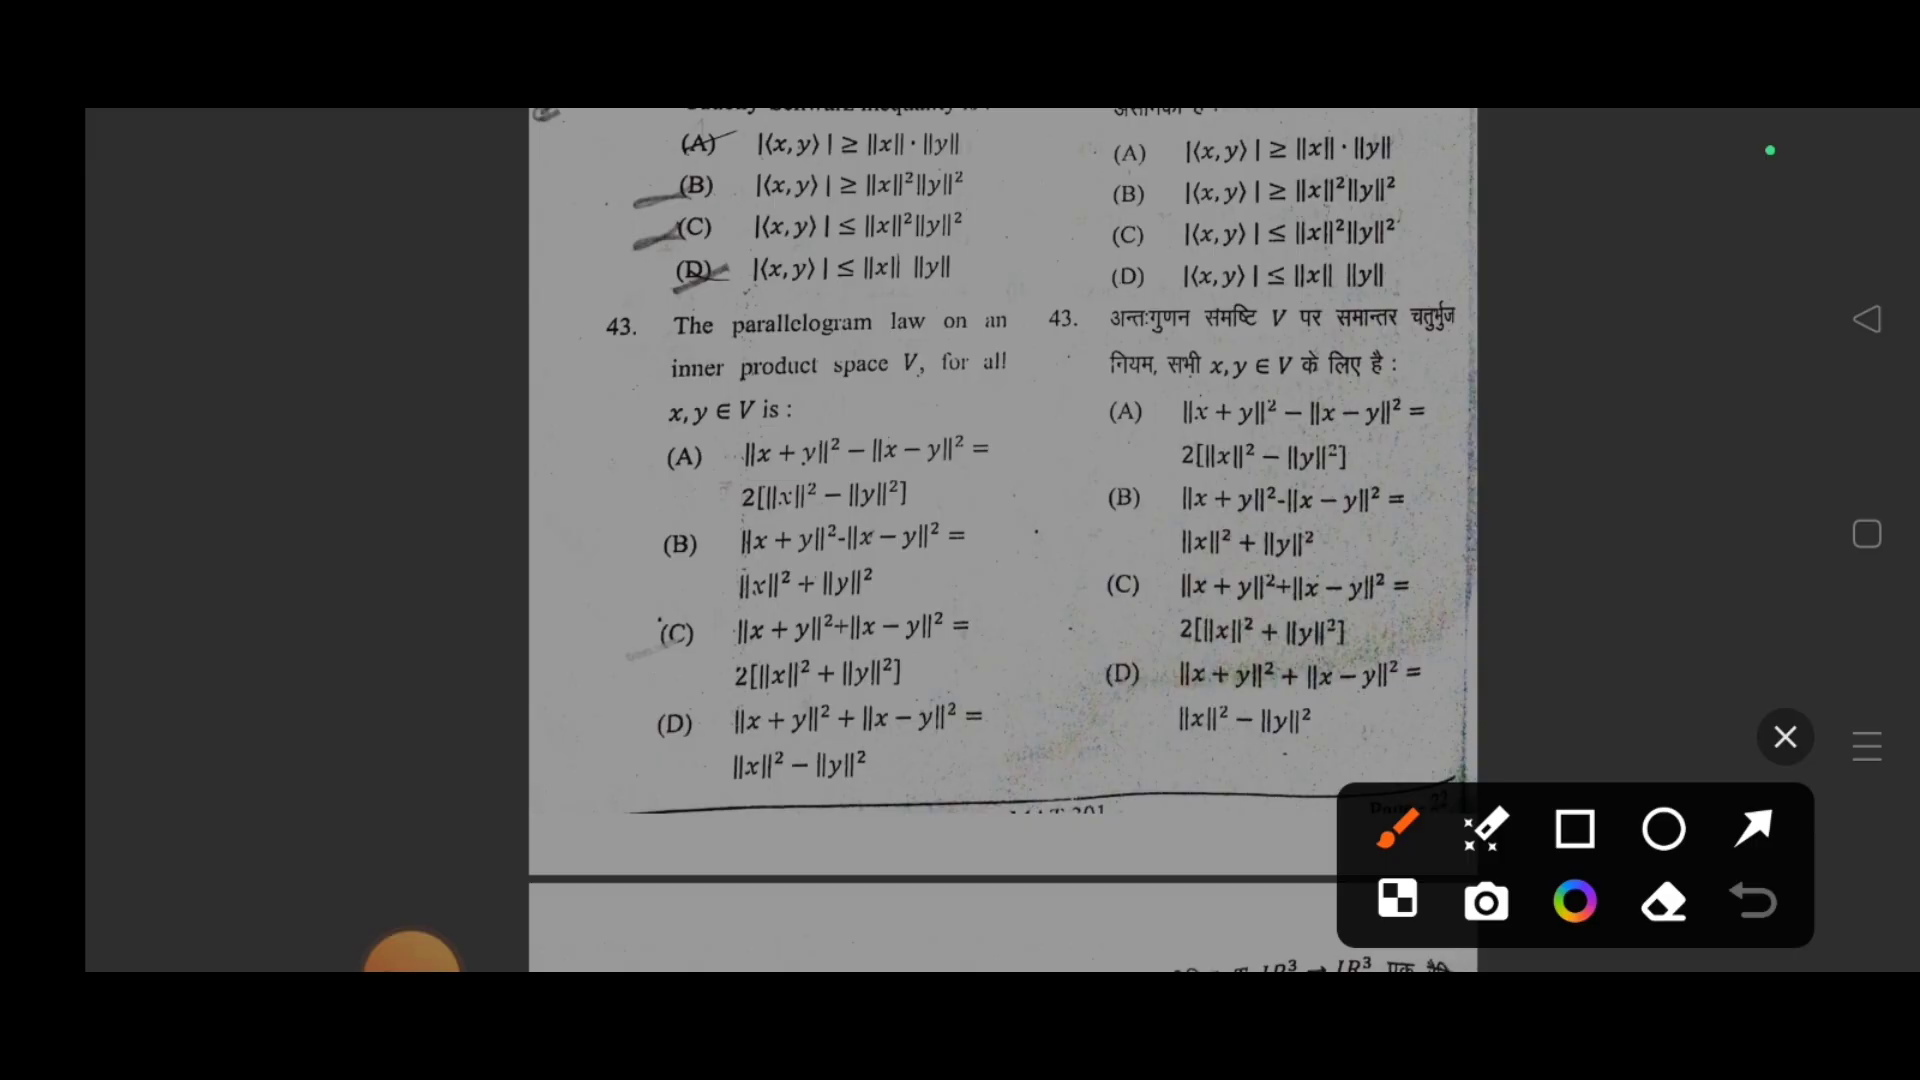 (A) |⟨x, y⟩| ≥ ||x|| · ||y||
(B) |⟨x, y⟩| ≥ ||x||²||y||²
(C) |⟨x, y⟩| ≤ ||x||²||y||²
(D) |⟨x, y⟩| ≤ ||x|| ||y||
43. The parallelogram law on an
inner product space V, for all
x, y ∈ V is :
(A) ||x + y||² − ||x − y||² =
2[||x||² − ||y||²]
(B) ||x + y||²-||x − y||² =
||x||² + ||y||²
(C) ||x + y||²+||x − y||² =
2[||x||² + ||y||²]
(D) ||x + y||² + ||x − y||² =
||x||² − ||y||²
(A) |⟨x, y⟩| ≥ ||x|| · ||y||
(B) |⟨x, y⟩| ≥ ||x||²||y||²
(C) |⟨x, y⟩| ≤ ||x||²||y||²
(D) |⟨x, y⟩| ≤ ||x|| ||y||
43. अन्तःगुणन संमष्टि V पर समान्तर चतुर्भुज
नियम, सभी x, y ∈ V के लिए है :
(A) ||x + y||² − ||x − y||² =
2[||x||² − ||y||²]
(B) ||x + y||²-||x − y||² =
||x||² + ||y||²
(C) ||x + y||²+||x − y||² =
2[||x||² + ||y||²]
(D) ||x + y||² + ||x − y||² =
||x||² − ||y||²